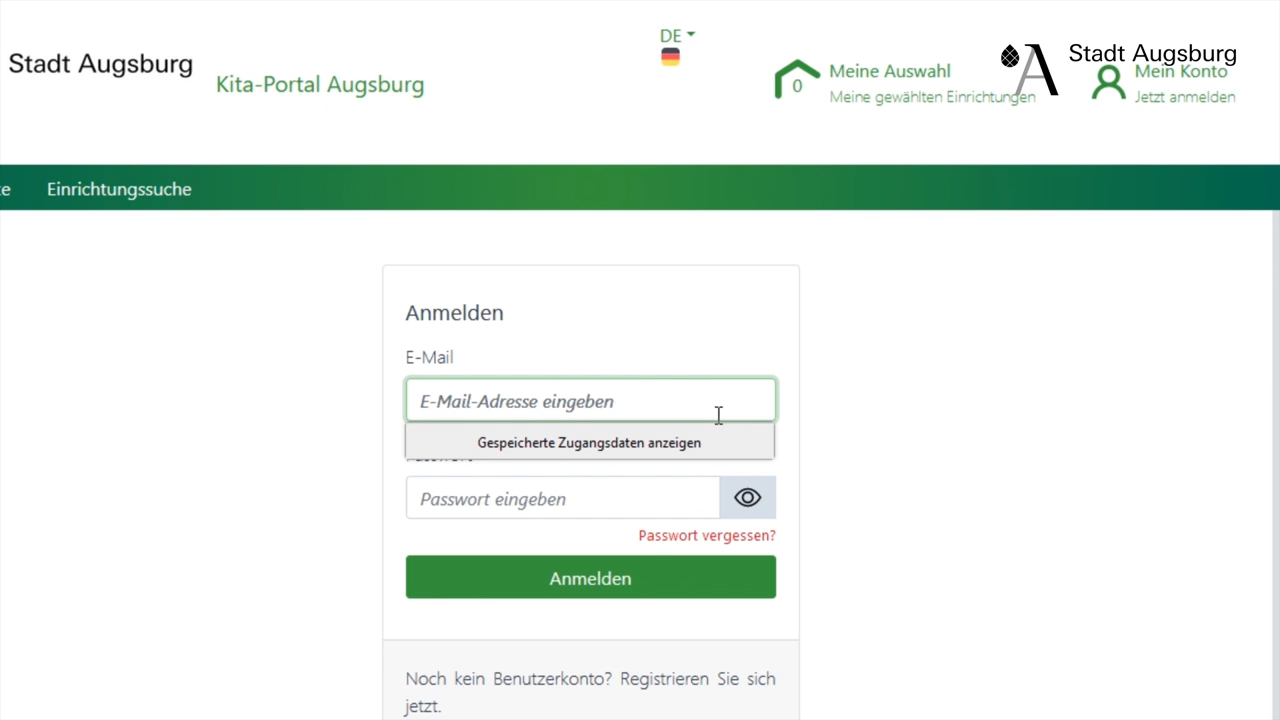 Stadt Augsburg
Kita-Portal Augsburg
DE
0
Meine Auswahl
Meine gewählten Einrichtungen
Stadt Augsburg
Mein Konto
Jetzt anmelden
Einrichtungssuche
Anmelden
E-Mail
E-Mail-Adresse eingeben
Gespeicherte Zugangsdaten anzeigen
Passwort eingeben
Passwort vergessen?
Anmelden
Noch kein Benutzerkonto? Registrieren Sie sich
jetzt.